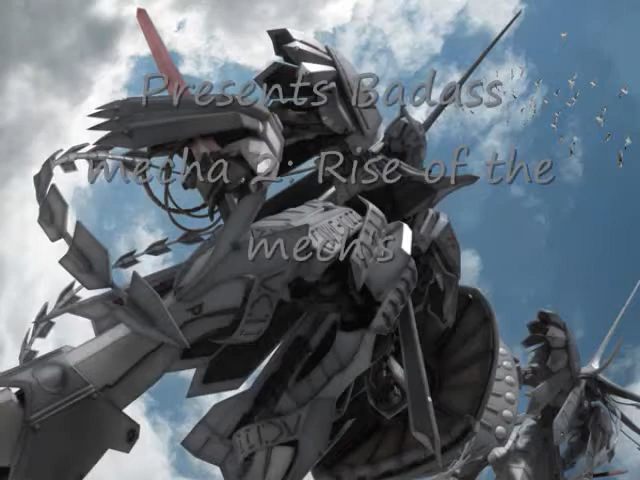 Presents Badass
mecha 2: Rise of the
mech's